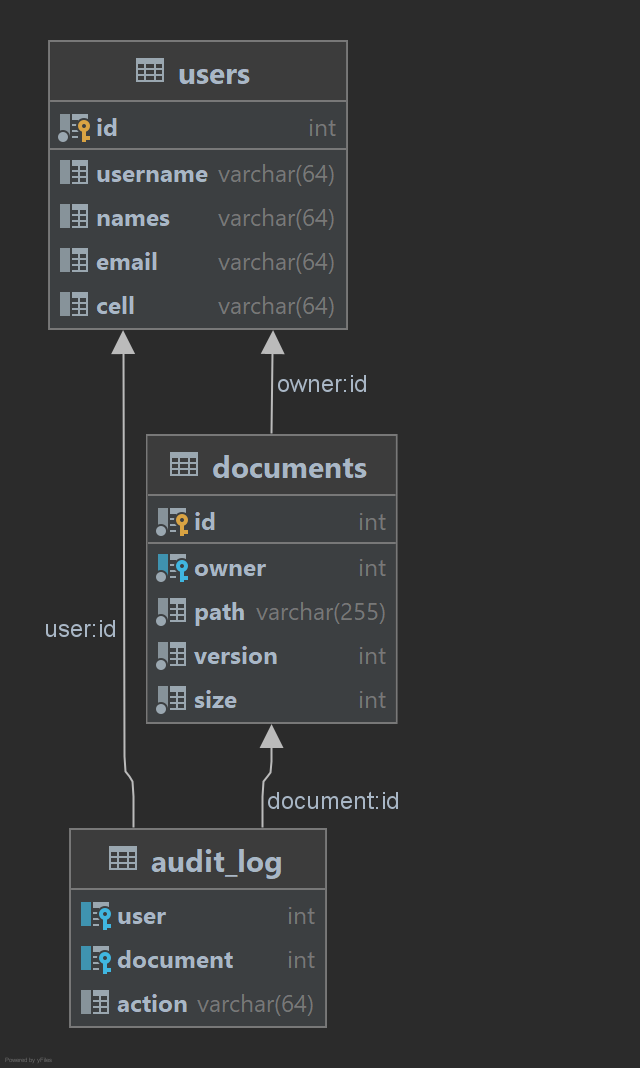 users
id int
username varchar(64)
names varchar(64)
email varchar(64)
cell varchar(64)
owner:id
documents
id int
owner int
path varchar(255)
version int
size int
user:id
document:id
audit_log
user int
document int
action varchar(64)
Powered by yFiles